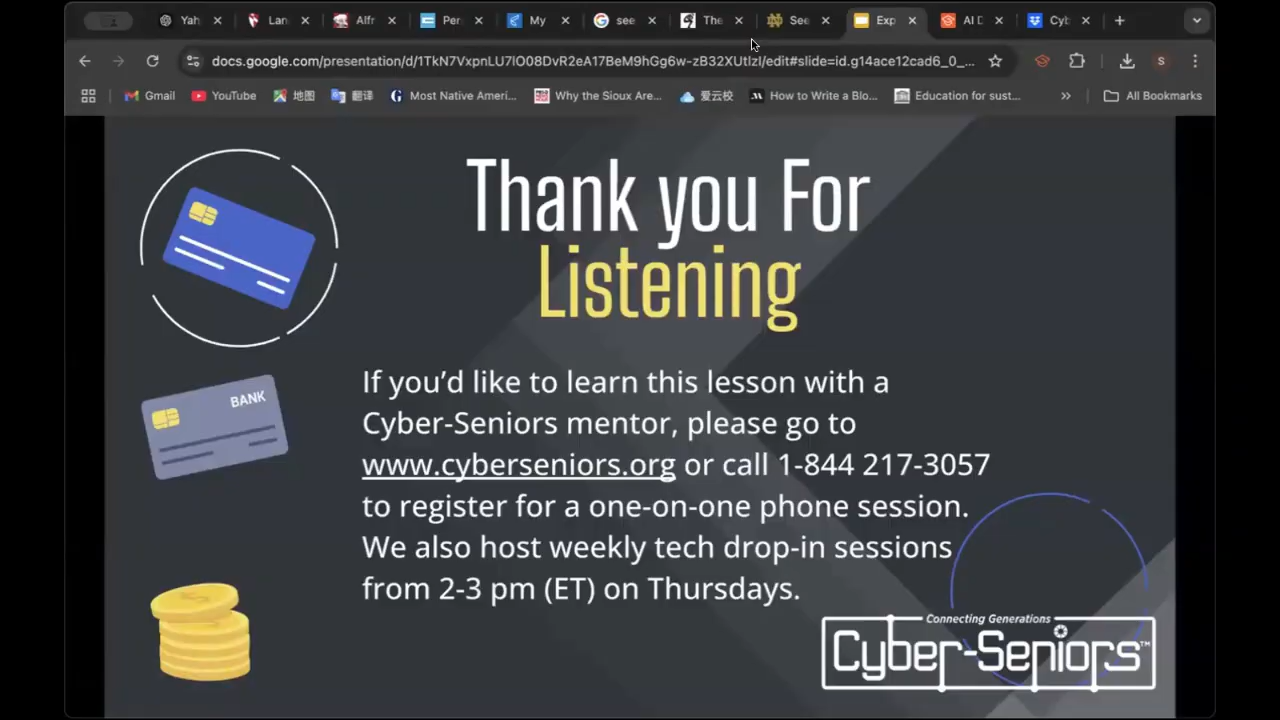 Yah
Lan
Alfr
Per
My
see
The
See
Exp
AI D
Cyb
docs.google.com/presentation/d/1TkN7VxpnLU7lO08DvR2eA17BeM9hGg6w-zB32XUtIzI/edit#slide=id.g14ace12cad6_0_...
S
Gmail
YouTube
地图
翻译
Most Native Ameri...
Why the Sioux Are...
爱云校
How to Write a Blo...
Education for sust...
All Bookmarks
Thank you For
Listening
BANK
If you’d like to learn this lesson with a
Cyber-Seniors mentor, please go to
www.cyberseniors.org or call 1-844 217-3057
to register for a one-on-one phone session.
We also host weekly tech drop-in sessions
from 2-3 pm (ET) on Thursdays.
Connecting Generations
Cyber-Seniors™